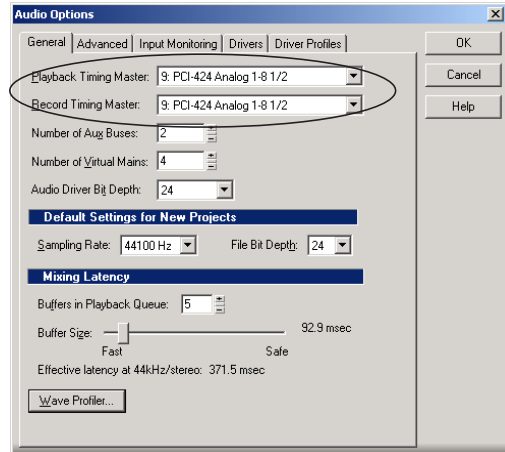 Audio Options
General Advanced Input Monitoring Drivers Driver Profiles
OK
Playback Timing Master: 9: PCI-424 Analog 1-8 1/2
Cancel
Record Timing Master: 9: PCI-424 Analog 1-8 1/2
Help
Number of Aux Buses: 2
Number of Virtual Mains: 4
Audio Driver Bit Depth: 24
Default Settings for New Projects
Sampling Rate: 44100 Hz File Bit Depth: 24
Mixing Latency
Buffers in Playback Queue: 5
Buffer Size: 92.9 msec
Fast Safe
Effective latency at 44kHz/stereo: 371.5 msec
Wave Profiler...